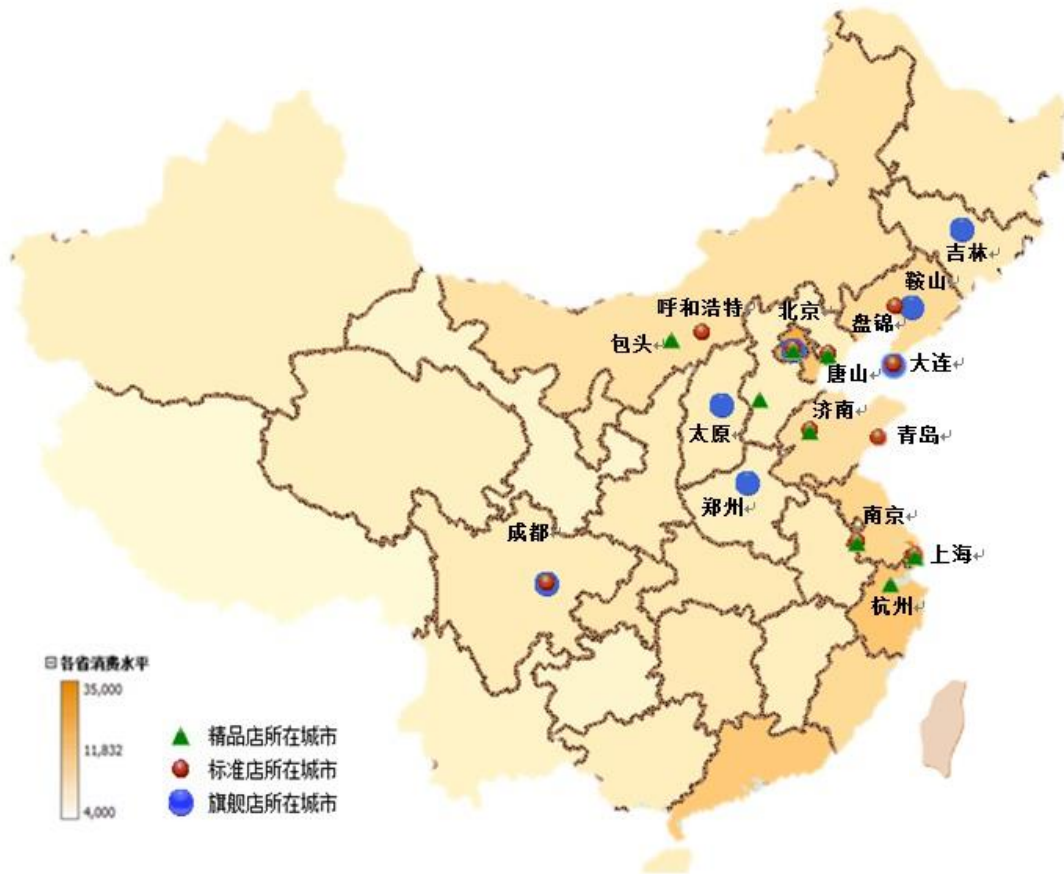 吉林
鞍山
呼和浩特
北京
盘锦
包头
大连
唐山
济南
太原
青岛
郑州
南京
成都
上海
杭州
各省消费水平
35,000
11,832
4,000
精品店所在城市
标准店所在城市
旗舰店所在城市